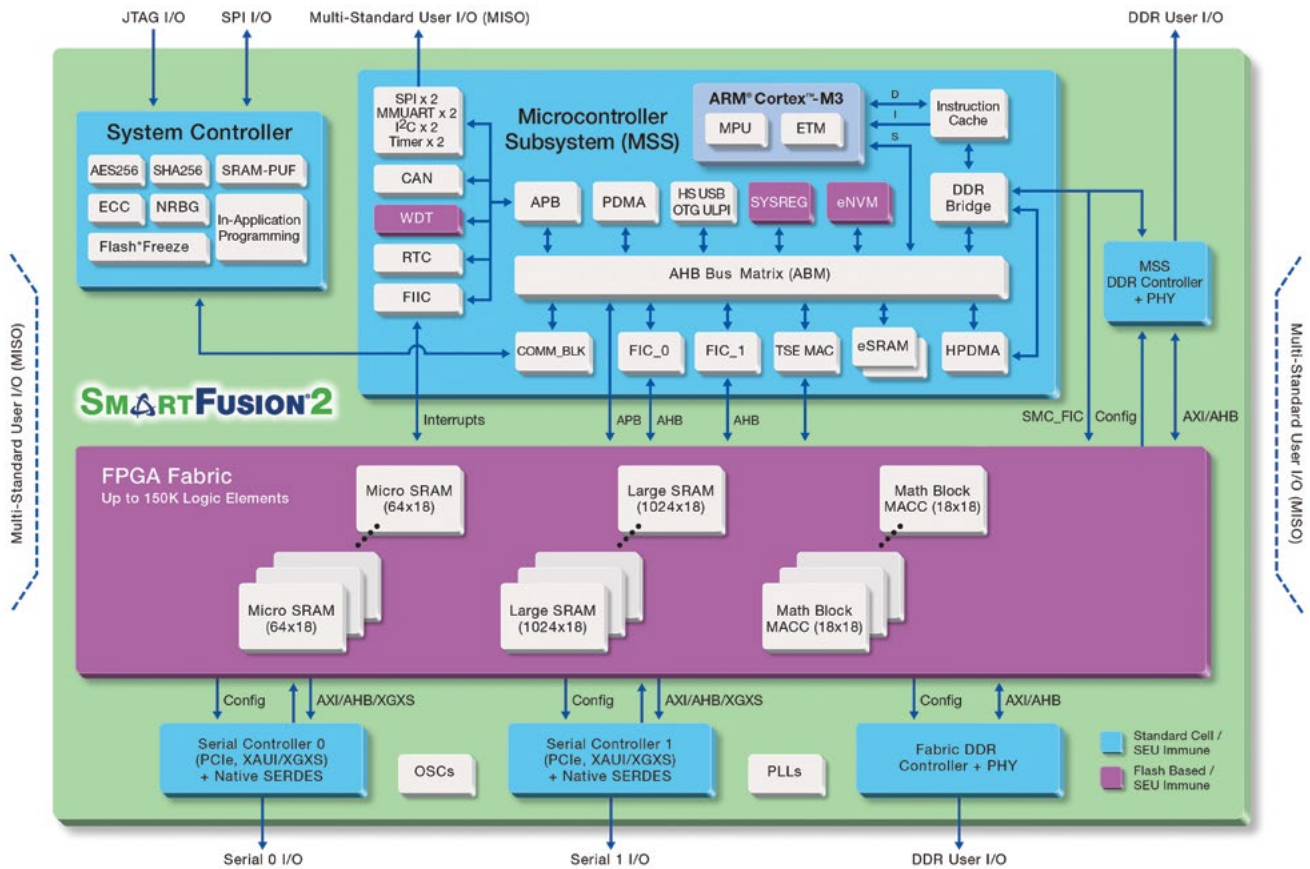 JTAG I/O
SPI I/O
Multi-Standard User I/O (MISO)
DDR User I/O
System Controller
AES256
SHA256
SRAM-PUF
ECC
NRBG
In-Application
Programming
Flash*Freeze
SPI x 2
MMUART x 2
I²C x 2
Timer x 2
CAN
WDT
RTC
FIIC
Microcontroller
Subsystem (MSS)
ARM® Cortex™-M3
MPU
ETM
D
I
S
Instruction
Cache
DDR
Bridge
APB
PDMA
HS USB
OTG ULPI
SYSREG
eNVM
AHB Bus Matrix (ABM)
COMM_BLK
FIC_0
FIC_1
TSE MAC
eSRAM
HPDMA
MSS
DDR Controller
+ PHY
Multi-Standard User I/O (MISO)
Multi-Standard User I/O (MISO)
SMARTFUSION®2
Interrupts
APB
AHB
AHB
SMC_FIC
Config
AXI/AHB
FPGA Fabric
Up to 150K Logic Elements
Micro SRAM
(64x18)
Large SRAM
(1024x18)
Math Block
MACC (18x18)
Micro SRAM
(64x18)
Large SRAM
(1024x18)
Math Block
MACC (18x18)
Config
AXI/AHB/XGXS
Config
AXI/AHB/XGXS
Config
AXI/AHB
Serial Controller 0
(PCIe, XAUI/XGXS)
+ Native SERDES
OSCs
Serial Controller 1
(PCIe, XAUI/XGXS)
+ Native SERDES
PLLs
Fabric DDR
Controller + PHY
Standard Cell /
SEU Immune
Flash Based /
SEU Immune
Serial 0 I/O
Serial 1 I/O
DDR User I/O